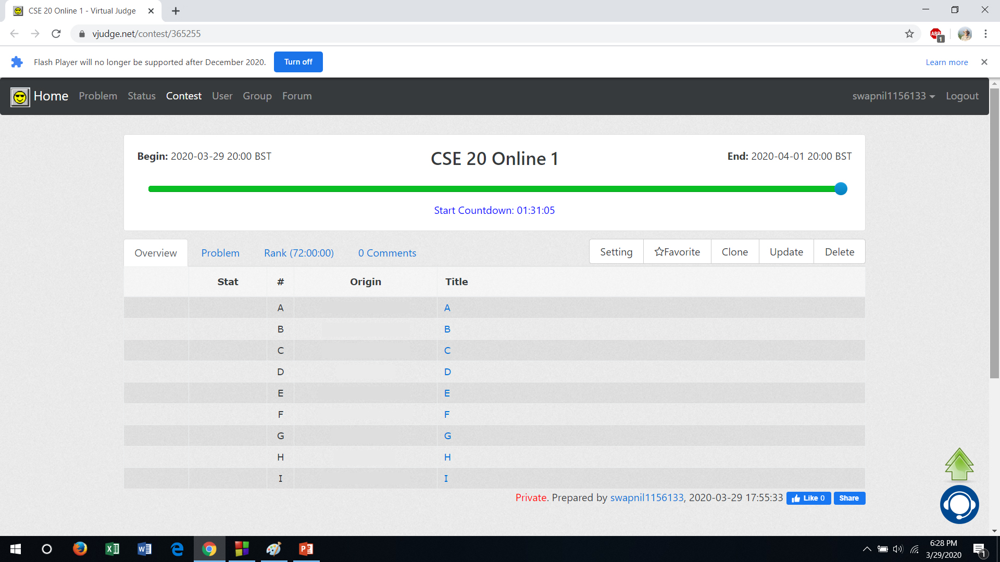 CSE 20 Online 1 - Virtual Judge
vjudge.net/contest/365255
ABP
1
Flash Player will no longer be supported after December 2020.
Turn off
Learn more
Home Problem Status Contest User Group Forum
swapnil1156133 Logout
Begin: 2020-03-29 20:00 BST
CSE 20 Online 1
End: 2020-04-01 20:00 BST
Start Countdown: 01:31:05
Overview Problem Rank (72:00:00) 0 Comments
Setting Favorite Clone Update Delete
Stat # Origin Title
A A
B B
C C
D D
E E
F F
G G
H H
I I
Private. Prepared by swapnil1156133, 2020-03-29 17:55:33 Like 0 Share
6:28 PM
3/29/2020
1